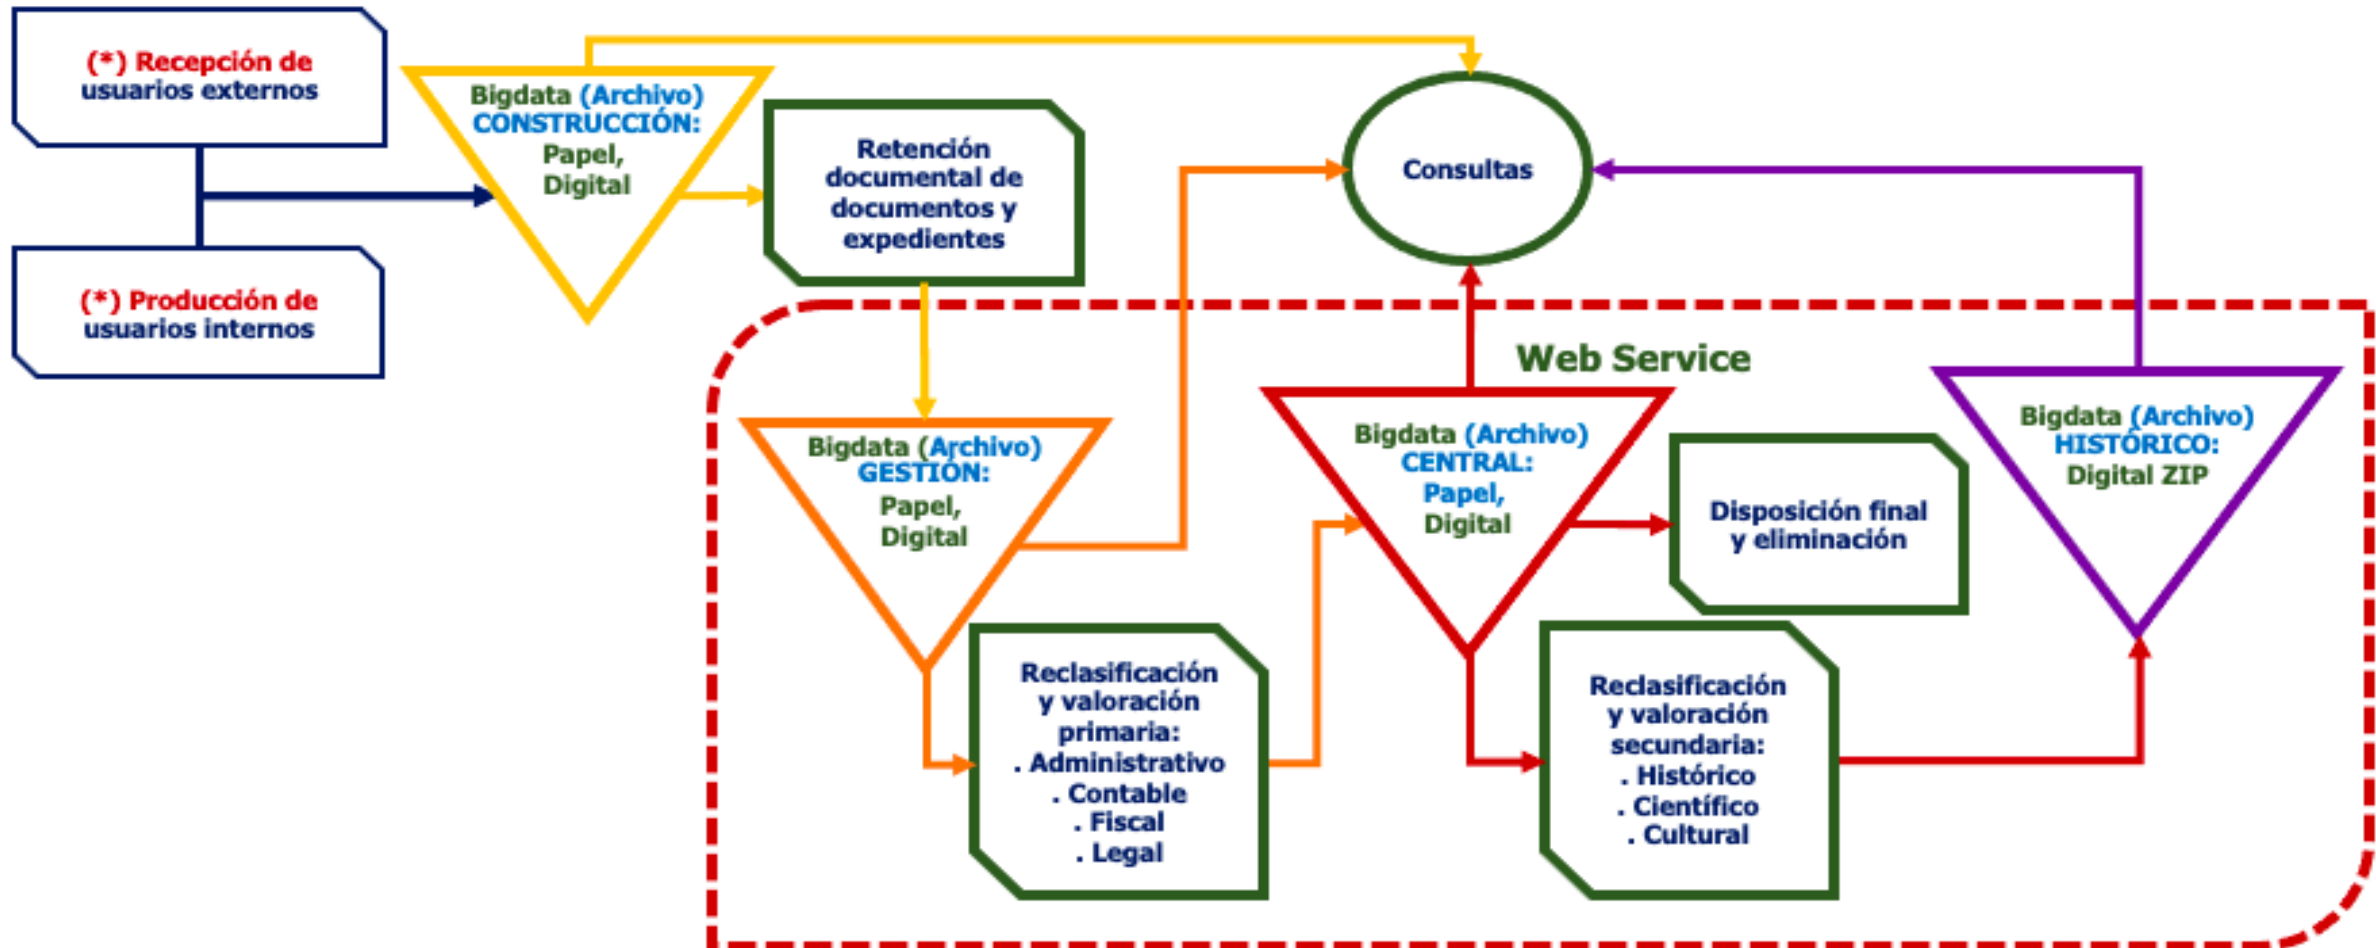 (*) Recepción de
usuarios externos
(*) Producción de
usuarios internos
Bigdata (Archivo)
CONSTRUCCIÓN:
Papel,
Digital
Retención
documental de
documentos y
expedientes
Consultas
Web Service
Bigdata (Archivo)
GESTIÓN:
Papel,
Digital
Reclasificación
y valoración
primaria:
. Administrativo
. Contable
. Fiscal
. Legal
Bigdata (Archivo)
CENTRAL:
Papel,
Digital
Disposición final
y eliminación
Reclasificación
y valoración
secundaria:
. Histórico
. Científico
. Cultural
Bigdata (Archivo)
HISTÓRICO:
Digital ZIP